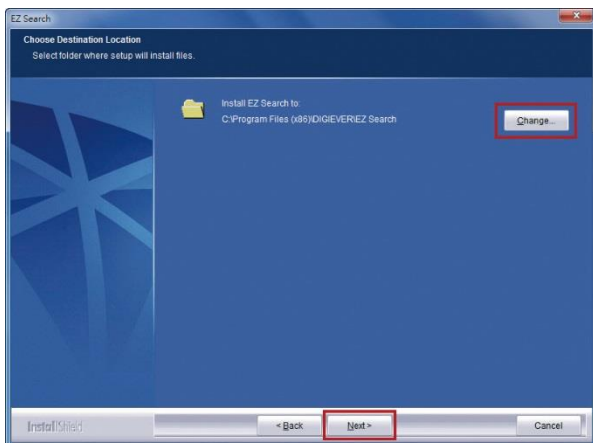 EZ Search
Choose Destination Location
Select folder where setup will install files.
Install EZ Search to:
C:\Program Files (x86)\DIGIEVER\EZ Search
Change...
InstallShield
< Back
Next >
Cancel